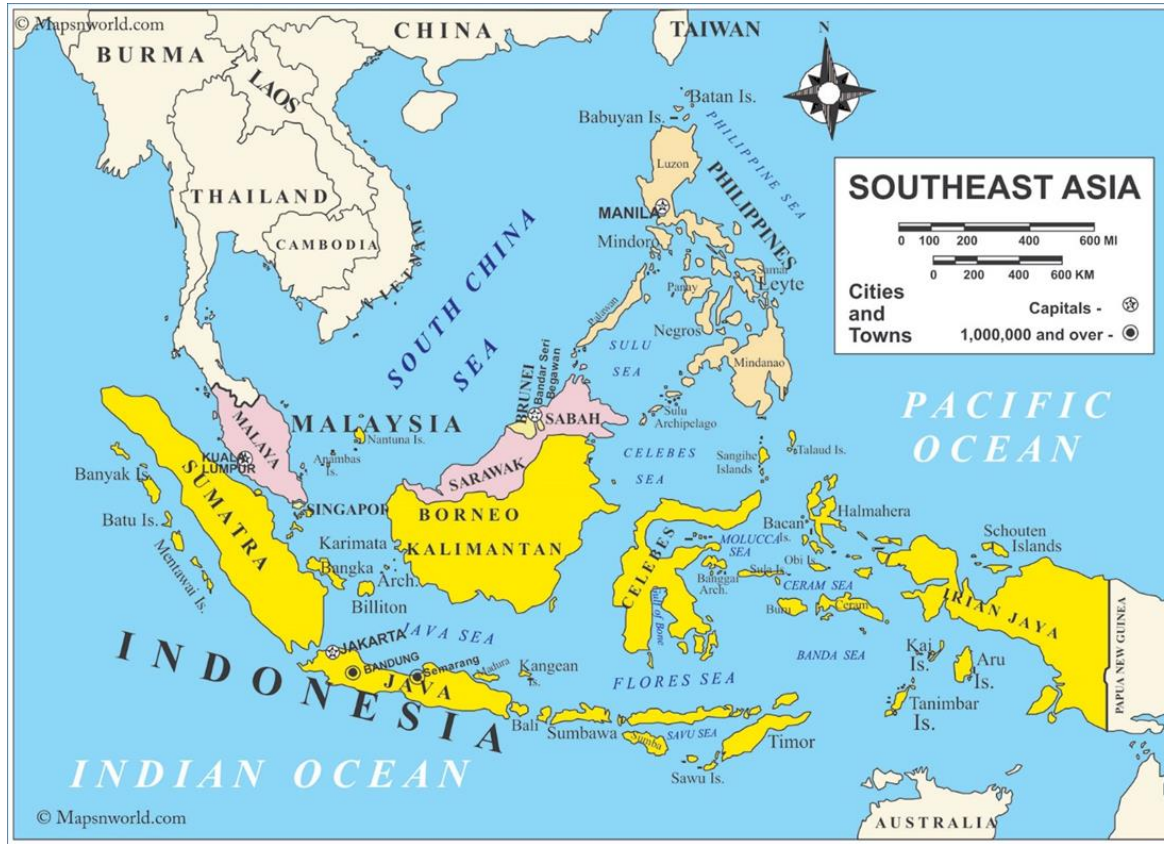 © Mapsnworld.com
BURMA
CHINA
TAIWAN
N
LAOS
Batan Is.
Babuyan Is.
PHILIPPINE SEA
Luzon
THAILAND
PHILIPPINES
SOUTHEAST ASIA
0 100 200 400 600 MI
0 200 400 600 KM
Cities
and
Towns
Capitals -
1,000,000 and over -
MANILA
Mindoro
CAMBODIA
VIETNAM
SOUTH CHINA
SEA
Samar
Leyte
Panay
Palawan
Negros
SULU
SEA
Mindanao
BRUNEI
Bandar Seri
Begawan
SABAH
Sulu
Archipelago
PACIFIC
OCEAN
MALAYSIA
MALAYA
Nantuna Is.
KUALA
LUMPUR
Anambas
Is.
CELEBES
SEA
Sangihe
Islands
Talaud Is.
Banyak Is.
SUMATRA
SARAWAK
SINGAPOR
BORNEO
KALIMANTAN
Halmahera
Bacan
Is.
Schouten
Islands
Batu Is.
Karimata
Arch.
Mentawai Is.
Bangka
Billiton
CELEBES
MOLUCCA
SEA
Obi Is.
Banggai
Arch.
Sula Is.
CERAM SEA
Gulf of Bone
Buru
Ceram
IRIAN JAYA
PAPUA NEW GUINEA
JAVA SEA
JAKARTA
BANDUNG
Semarang
JAVA
Madura
Kangean
Is.
BANDA SEA
Kai
Is.
Aru
Is.
INDONESIA
FLORES SEA
Tanimbar
Is.
Bali
Sumbawa
SAVU SEA
Sumba
Timor
Sawu Is.
INDIAN OCEAN
© Mapsnworld.com
AUSTRALIA